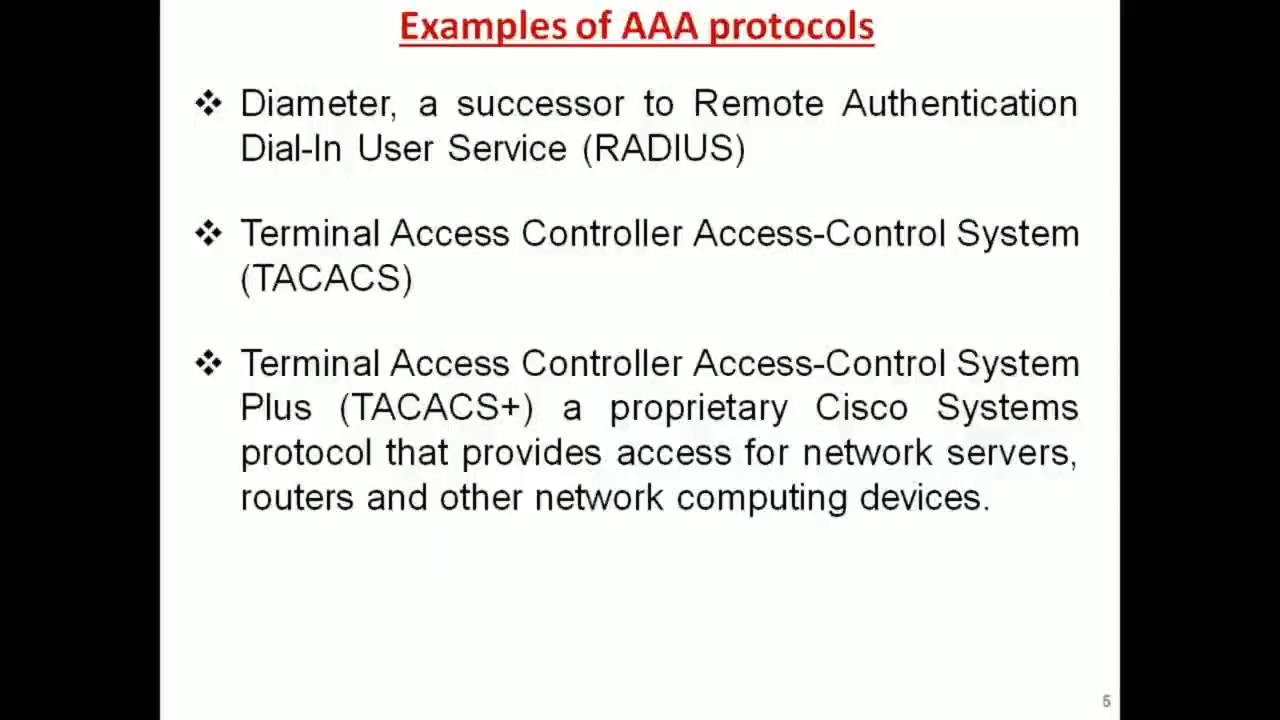 Examples of AAA protocols
❖ Diameter, a successor to Remote Authentication
Dial-In User Service (RADIUS)
❖ Terminal Access Controller Access-Control System
(TACACS)
❖ Terminal Access Controller Access-Control System
Plus (TACACS+) a proprietary Cisco Systems
protocol that provides access for network servers,
routers and other network computing devices.
5